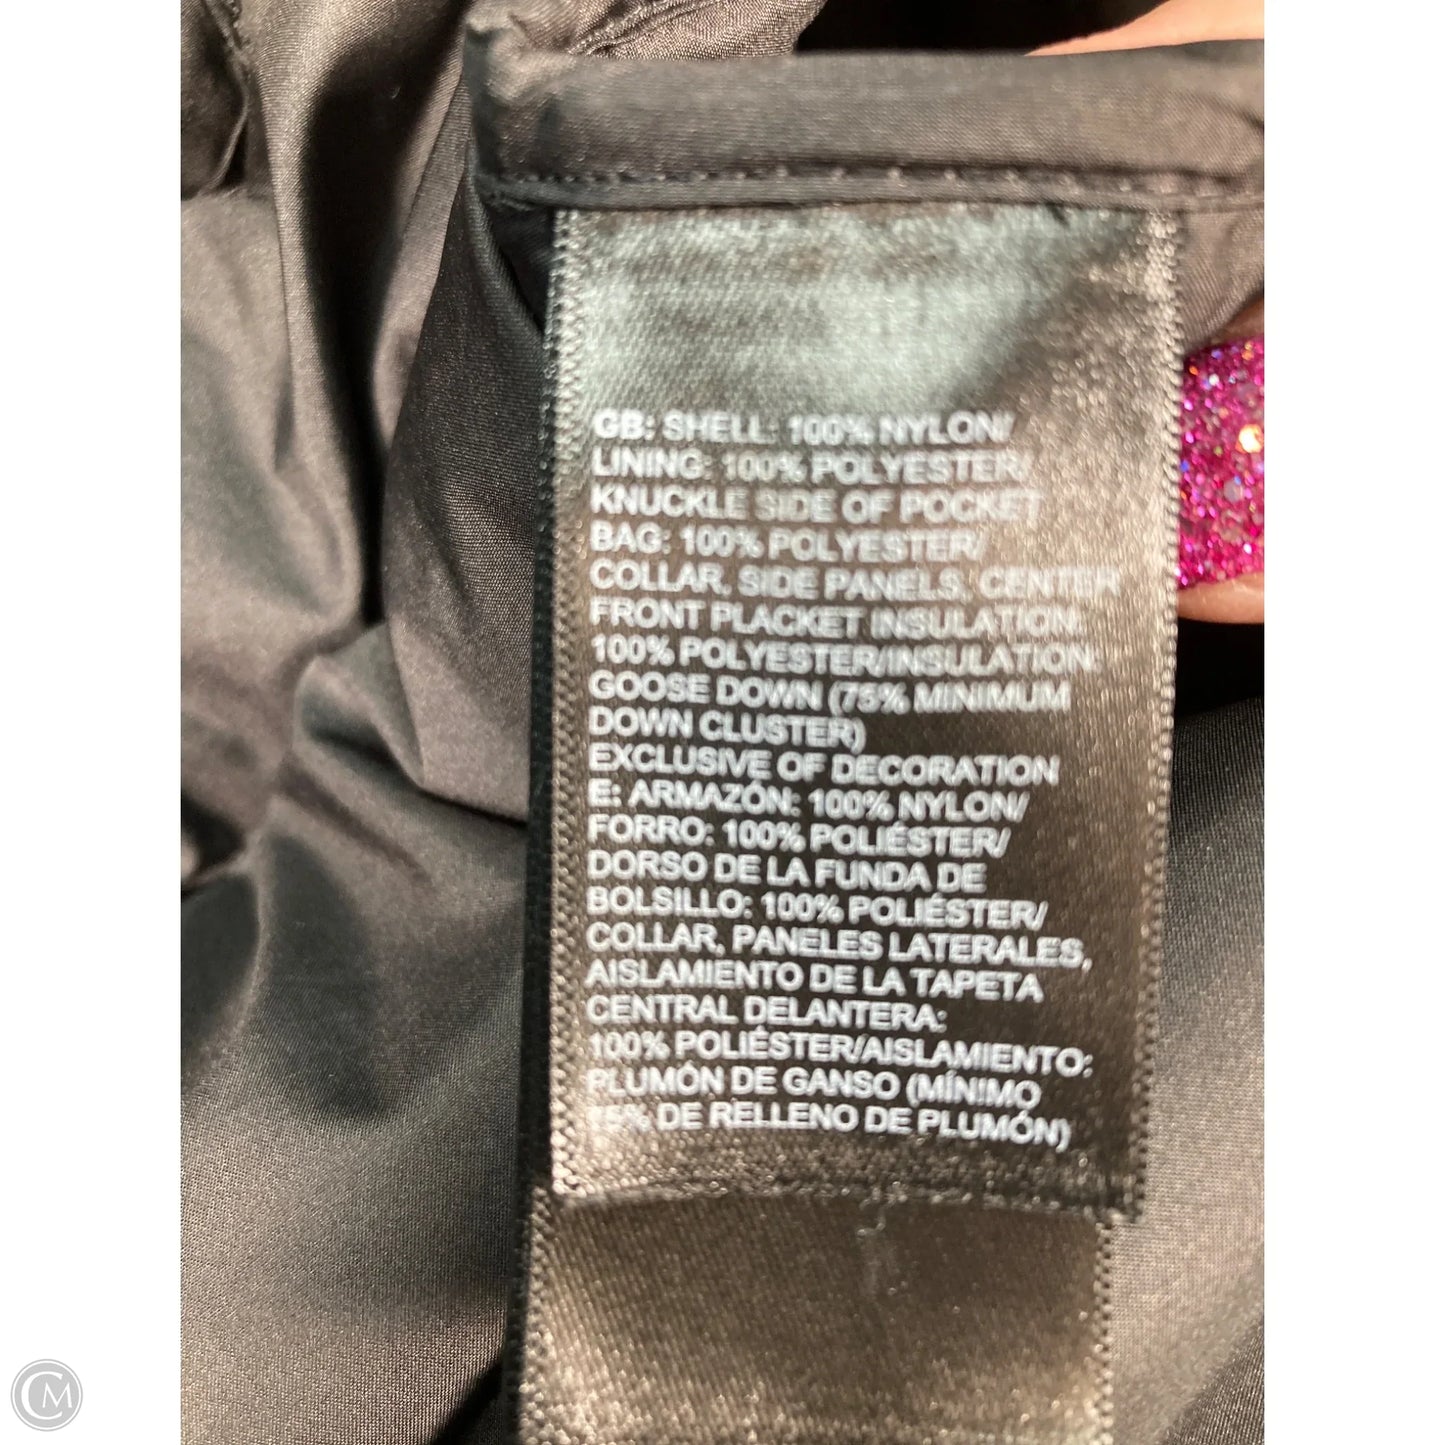 GB: SHELL: 100% NYLON/
LINING: 100% POLYESTER/
KNUCKLE SIDE OF POCKET
BAG: 100% POLYESTER/
COLLAR, SIDE PANELS, CENTER
FRONT PLACKET INSULATION:
100% POLYESTER/INSULATION:
GOOSE DOWN (75% MINIMUM
DOWN CLUSTER)
EXCLUSIVE OF DECORATION
E: ARMAZÓN: 100% NYLON/
FORRO: 100% POLIÉSTER/
DORSO DE LA FUNDA DE
BOLSILLO: 100% POLIÉSTER/
COLLAR, PANELES LATERALES,
AISLAMIENTO DE LA TAPETA
CENTRAL DELANTERA:
100% POLIÉSTER/AISLAMIENTO:
PLUMÓN DE GANSO (MÍNIMO
75% DE RELLENO DE PLUMÓN)
CM